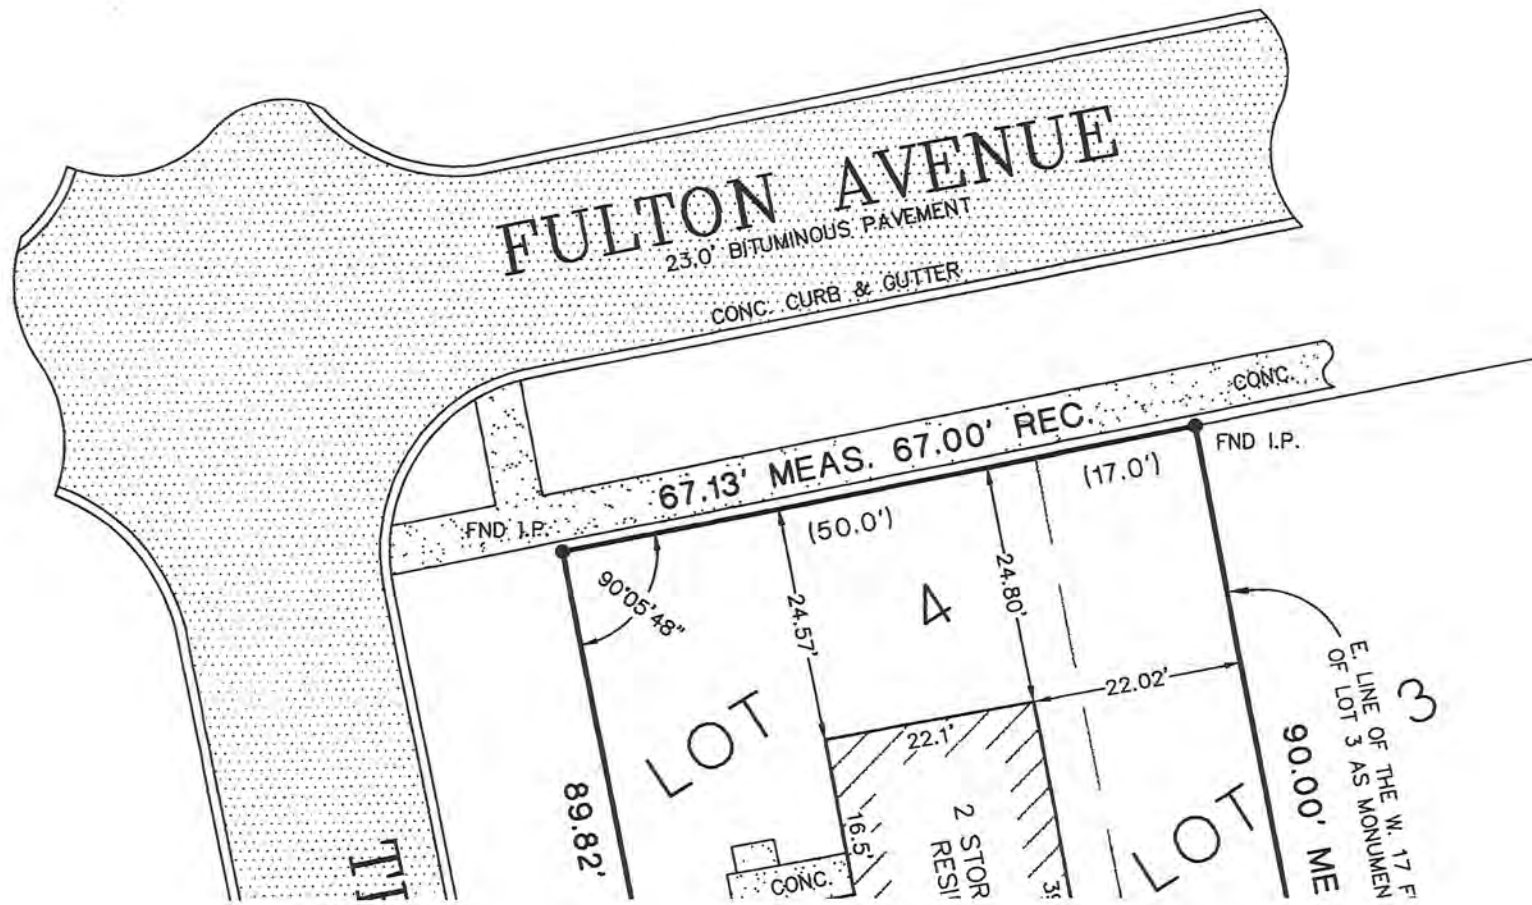 FULTON AVENUE
23.0' BITUMINOUS PAVEMENT
CONC. CURB & GUTTER
CONC.
67.13' MEAS. 67.00' REC.
FND I.P.
(17.0')
FND I.P.
(50.0')
90°05'48"
24.57'
4
24.80'
22.02'
E. LINE OF THE W. 17 F
OF LOT 3 AS MONUMEN
3
LOT
22.1'
89.82'
16.5'
2 STOR
RESI
LOT
90.00' ME
CONC.